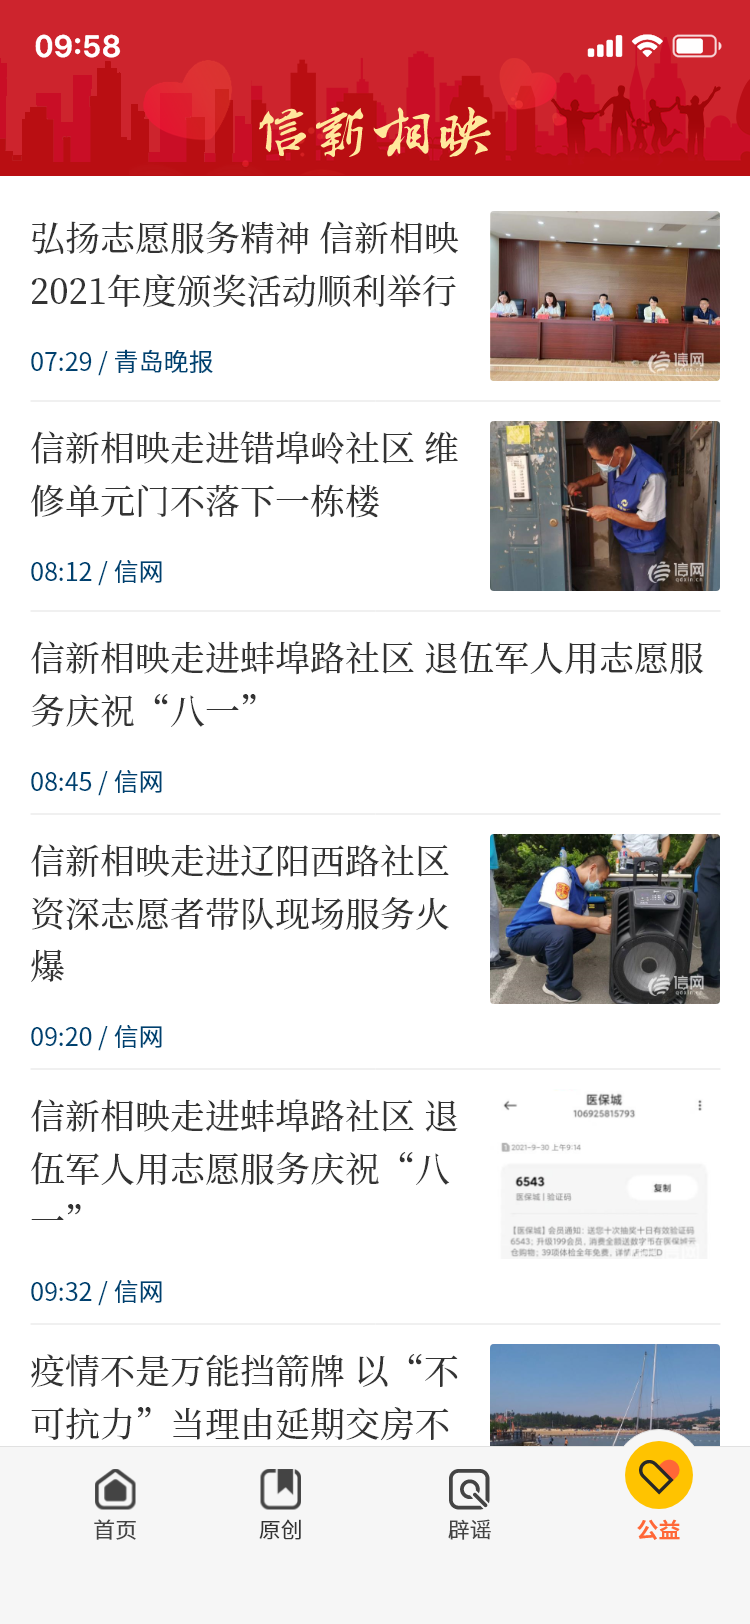 09:58
信新相映
弘扬志愿服务精神 信新相映
2021年度颁奖活动顺利举行
07:29 / 青岛晚报
信网
qdxin.cn
信新相映走进错埠岭社区 维
修单元门不落下一栋楼
08:12 / 信网
信网
qdxin.cn
信新相映走进蚌埠路社区 退伍军人用志愿服
务庆祝“八一”
08:45 / 信网
信新相映走进辽阳西路社区
资深志愿者带队现场服务火
爆
09:20 / 信网
信网
qdxin.cn
信新相映走进蚌埠路社区 退
伍军人用志愿服务庆祝“八
一”
09:32 / 信网
医保城
106925815793
2021-9-30 上午9:14
6543
医保城 | 验证码
复制
【医保城】会员通知：送您十次抽奖十日有效验证码
6543；升级199会员，消费全额送数字币在医保城云
仓购物；39项体检全年免费，详
疫情不是万能挡箭牌 以“不
可抗力”当理由延期交房不
首页
原创
辟谣
公益